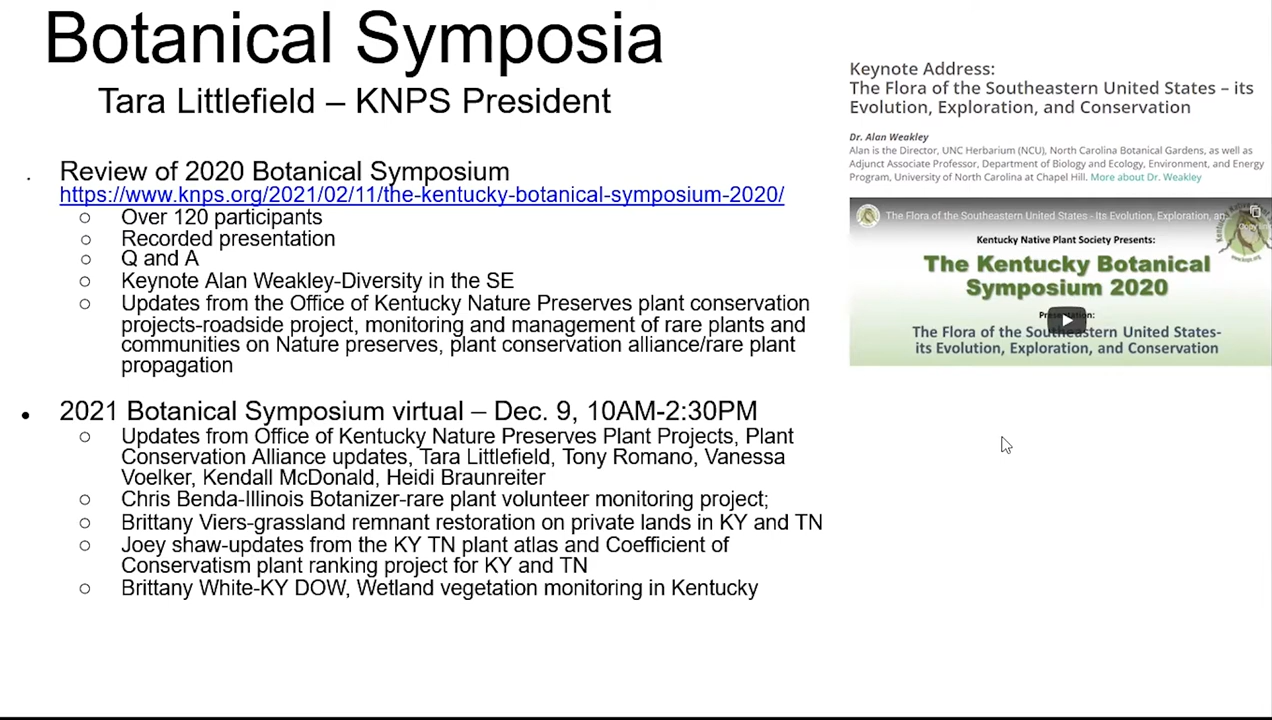 Botanical Symposia
Tara Littlefield – KNPS President
Review of 2020 Botanical Symposium
https://www.knps.org/2021/02/11/the-kentucky-botanical-symposium-2020/
Over 120 participants
Recorded presentation
Q and A
Keynote Alan Weakley-Diversity in the SE
Updates from the Office of Kentucky Nature Preserves plant conservation
projects-roadside project, monitoring and management of rare plants and
communities on Nature preserves, plant conservation alliance/rare plant
propagation
2021 Botanical Symposium virtual – Dec. 9, 10AM-2:30PM
Updates from Office of Kentucky Nature Preserves Plant Projects, Plant
Conservation Alliance updates, Tara Littlefield, Tony Romano, Vanessa
Voelker, Kendall McDonald, Heidi Braunreiter
Chris Benda-Illinois Botanizer-rare plant volunteer monitoring project;
Brittany Viers-grassland remnant restoration on private lands in KY and TN
Joey shaw-updates from the KY TN plant atlas and Coefficient of
Conservatism plant ranking project for KY and TN
Brittany White-KY DOW, Wetland vegetation monitoring in Kentucky
Keynote Address:
The Flora of the Southeastern United States – its
Evolution, Exploration, and Conservation
Dr. Alan Weakley
Alan is the Director, UNC Herbarium (NCU), North Carolina Botanical Gardens, as well as
Adjunct Associate Professor, Department of Biology and Ecology, Environment, and Energy
Program, University of North Carolina at Chapel Hill. More about Dr. Weakley
The Flora of the Southeastern United States - Its Evolution, Exploration, an
Kentucky Native Plant Society Presents:
The Kentucky Botanical
Symposium 2020
The Flora of the Southeastern United States-
its Evolution, Exploration, and Conservation